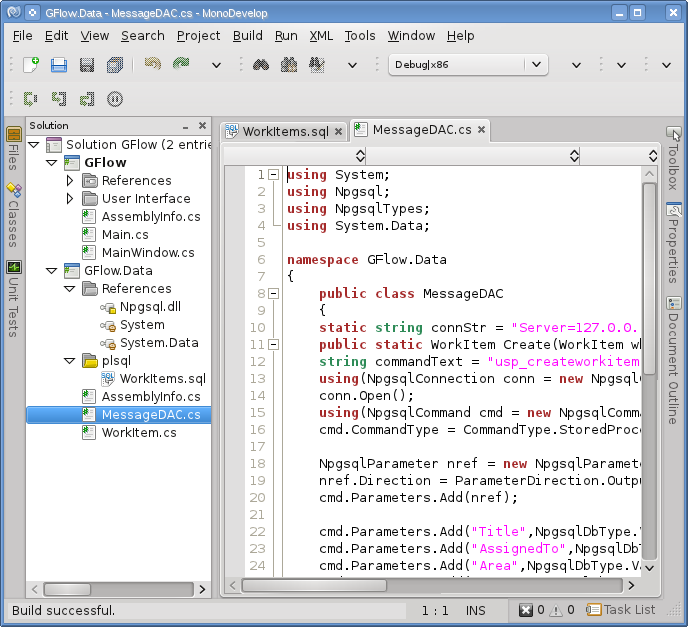 GFlow.Data - MessageDAC.cs - MonoDevelop
File Edit View Search Project Build Run XML Tools Window Help
Debug|x86
Solution
WorkItems.sql
MessageDAC.cs
Files
Classes
Unit Tests
Solution GFlow (2 entrie
GFlow
References
User Interface
AssemblyInfo.cs
Main.cs
MainWindow.cs
GFlow.Data
References
Npgsql.dll
System
System.Data
plsql
WorkItems.sql
AssemblyInfo.cs
MessageDAC.cs
WorkItem.cs
1 using System;
2 using Npgsql;
3 using NpgsqlTypes;
4 using System.Data;
5
6 namespace GFlow.Data
7 {
8 public class MessageDAC
9 {
10 static string connStr = "Server=127.0.0.
11 public static WorkItem Create(WorkItem w
12 string commandText = "usp_createworkitem
13 using(NpgsqlConnection conn = new Npgsql
14 conn.Open();
15 using(NpgsqlCommand cmd = new NpgsqlComm
16 cmd.CommandType = CommandType.StoredProc
17
18 NpgsqlParameter nref = new NpgsqlParamet
19 nref.Direction = ParameterDirection.Outp
20 cmd.Parameters.Add(nref);
21
22 cmd.Parameters.Add("Title",NpgsqlDbType.
23 cmd.Parameters.Add("AssignedTo",NpgsqlDb
24 cmd.Parameters.Add("Area",NpgsqlDbType.
Toolbox
Properties
Document Outline
Build successful.
1 : 1 INS
0 0 Task List